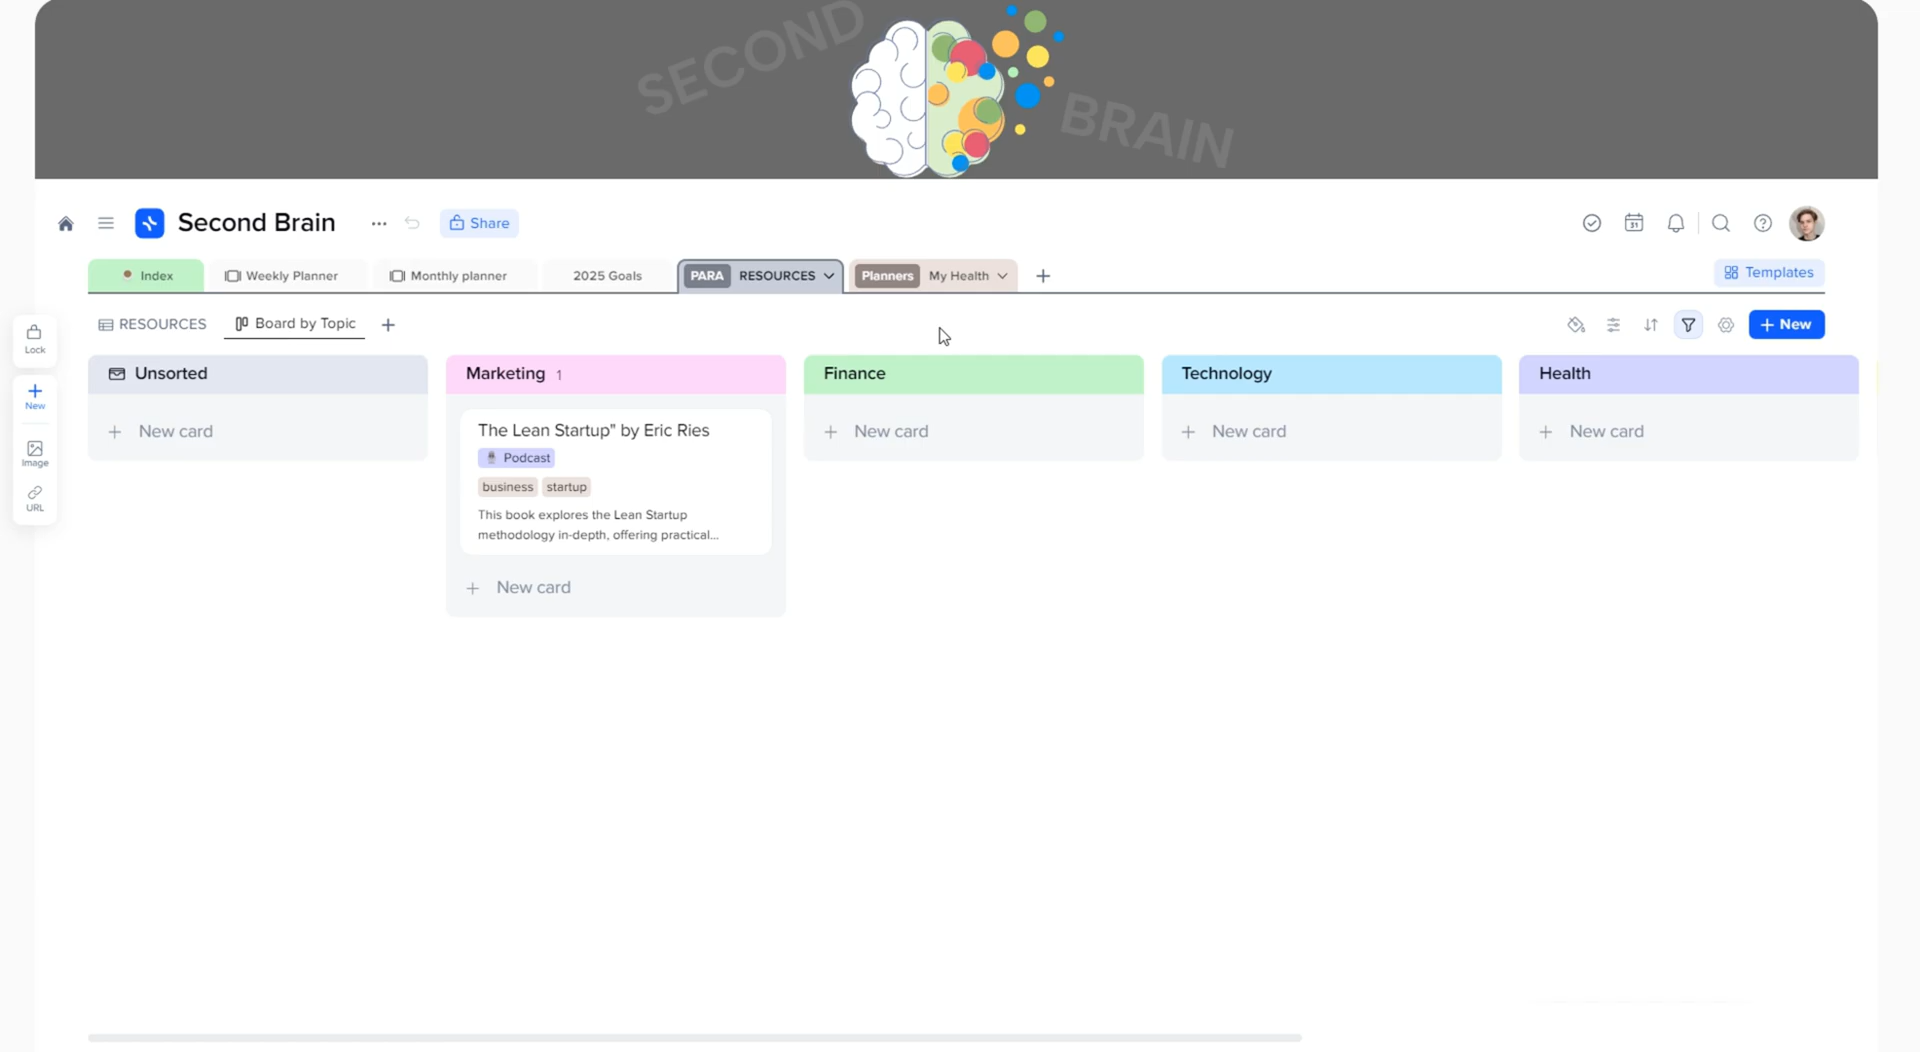 SECOND
BRAIN
Second Brain
Share
31
Index
Weekly Planner
Monthly planner
2025 Goals
PARA RESOURCES
Planners My Health
Templates
RESOURCES
Board by Topic
New
Lock
New
Image
URL
Unsorted
New card
Marketing 1
The Lean Startup" by Eric Ries
Podcast
business startup
This book explores the Lean Startup
methodology in-depth, offering practical...
New card
Finance
New card
Technology
New card
Health
New card